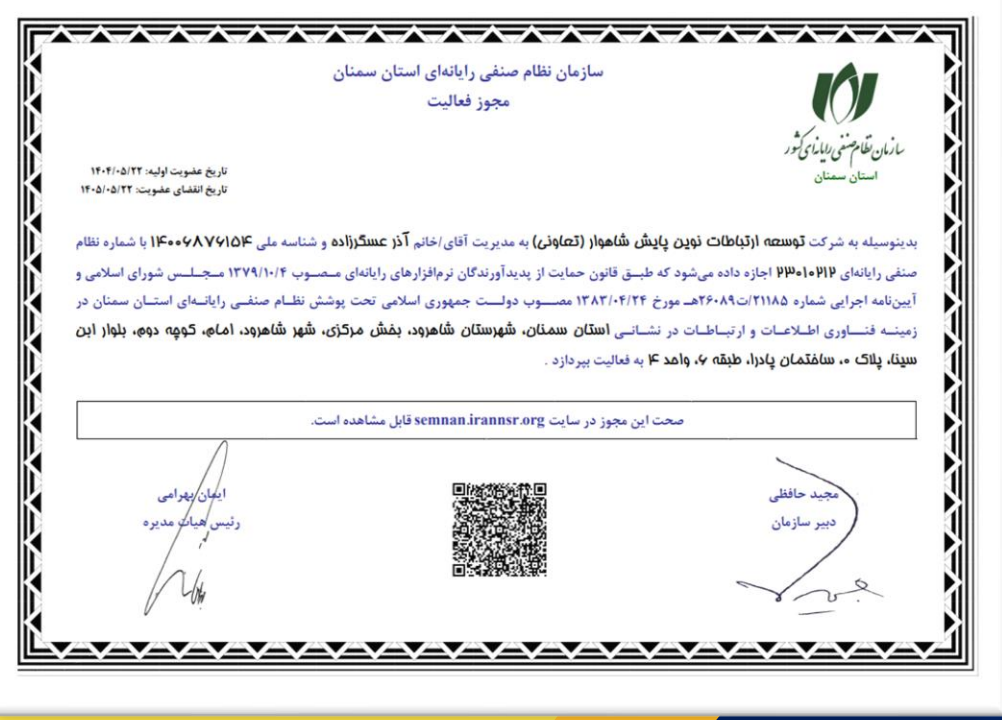 سازمان نظام صنفی رایانه‌ای استان سمنان
مجوز فعالیت
سازمان نظام صنفی رایانه‌ای کشور
استان سمنان
تاریخ عضویت اولیه: ۱۴۰۴/۰۵/۲۲
تاریخ انقضای عضویت: ۱۴۰۵/۰۵/۲۲
بدینوسیله به شرکت توسعه ارتباطات نوین پایش شاهوار (تعاونی) به مدیریت آقای/خانم آذر عسگرزاده و شناسه ملی ۱۴۰۰۶۸۷۶۱۵۴ با شماره نظام
صنفی رایانه‌ای ۲۳۰۱۰۲۱۲ اجازه داده می‌شود که طبق قانون حمایت از پدیدآورندگان نرم‌افزارهای رایانه‌ای مصوب ۱۳۷۹/۱۰/۴ مجلس شورای اسلامی و
آیین‌نامه اجرایی شماره ۲۱۱۸۵/ت۲۶۰۸۹هـ مورخ ۱۳۸۳/۰۴/۲۴ مصوب دولت جمهوری اسلامی تحت پوشش نظام صنفی رایانه‌ای استان سمنان در
زمینه فناوری اطلاعات و ارتباطات در نشانی استان سمنان، شهرستان شاهرود، بخش مرکزی، شهر شاهرود، امام، کوچه دوم، بلوار ابن
سینا، پلاک ۰، ساختمان پادرا، طبقه ۶، واحد ۴ به فعالیت بپردازد .
صحت این مجوز در سایت semnan.irannsr.org قابل مشاهده است.
مجید حافظی
دبیر سازمان
ایمان بهرامی
رئیس هیات مدیره